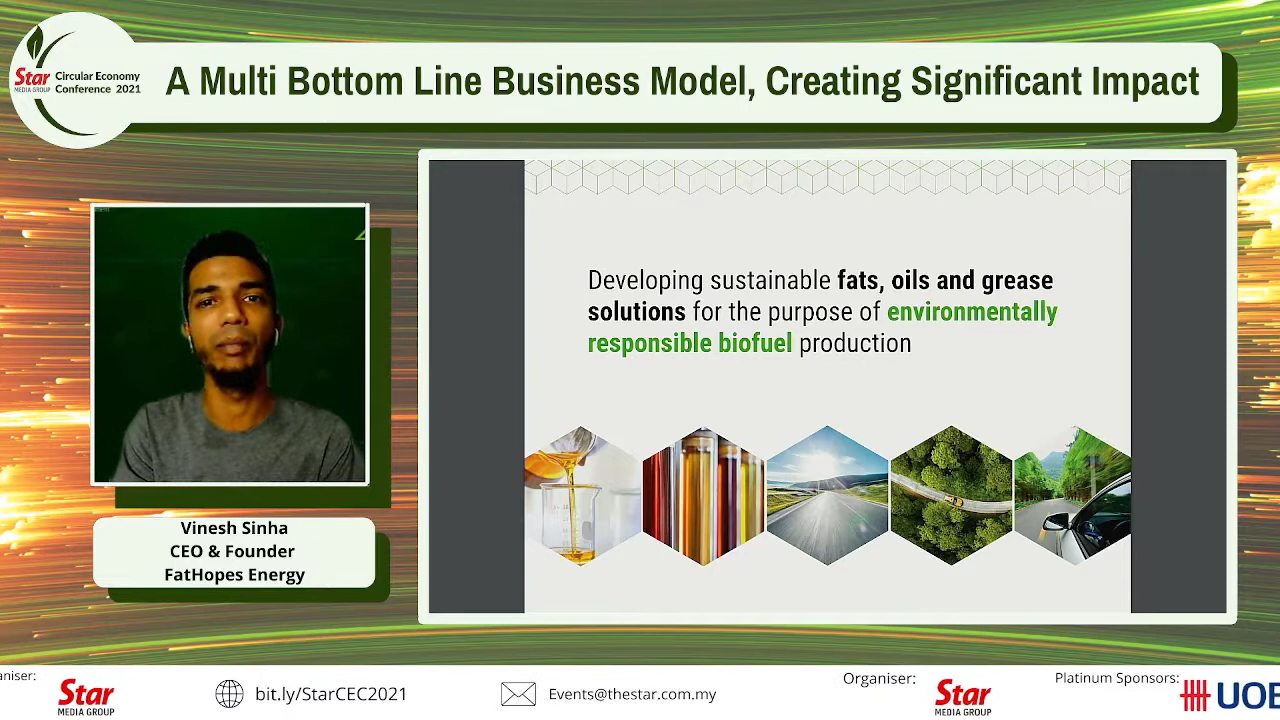 Star
MEDIA GROUP
Circular Economy
Conference 2021
A Multi Bottom Line Business Model, Creating Significant Impact
Developing sustainable fats, oils and grease
solutions for the purpose of environmentally
responsible biofuel production
Vinesh Sinha
CEO & Founder
FatHopes Energy
aniser:
Star
MEDIA GROUP
bit.ly/StarCEC2021
Events@thestar.com.my
Organiser:
Star
MEDIA GROUP
Platinum Sponsors:
UOB